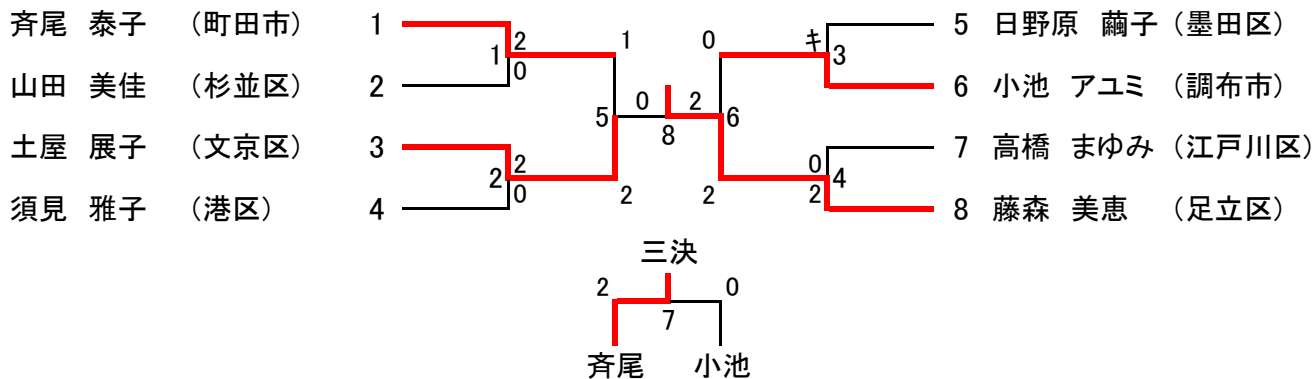 斉尾 泰子 (町田市) 1
山田 美佳 (杉並区) 2
土屋 展子 (文京区) 3
須見 雅子 (港区) 4
2
1
0
2
2
0
1
5
2
0
8
2
0
6
2
キ
3
0
4
2
5 日野原 繭子 (墨田区)
6 小池 アユミ (調布市)
7 高橋 まゆみ (江戸川区)
8 藤森 美恵 (足立区)
三決
2 0
7
斉尾 小池